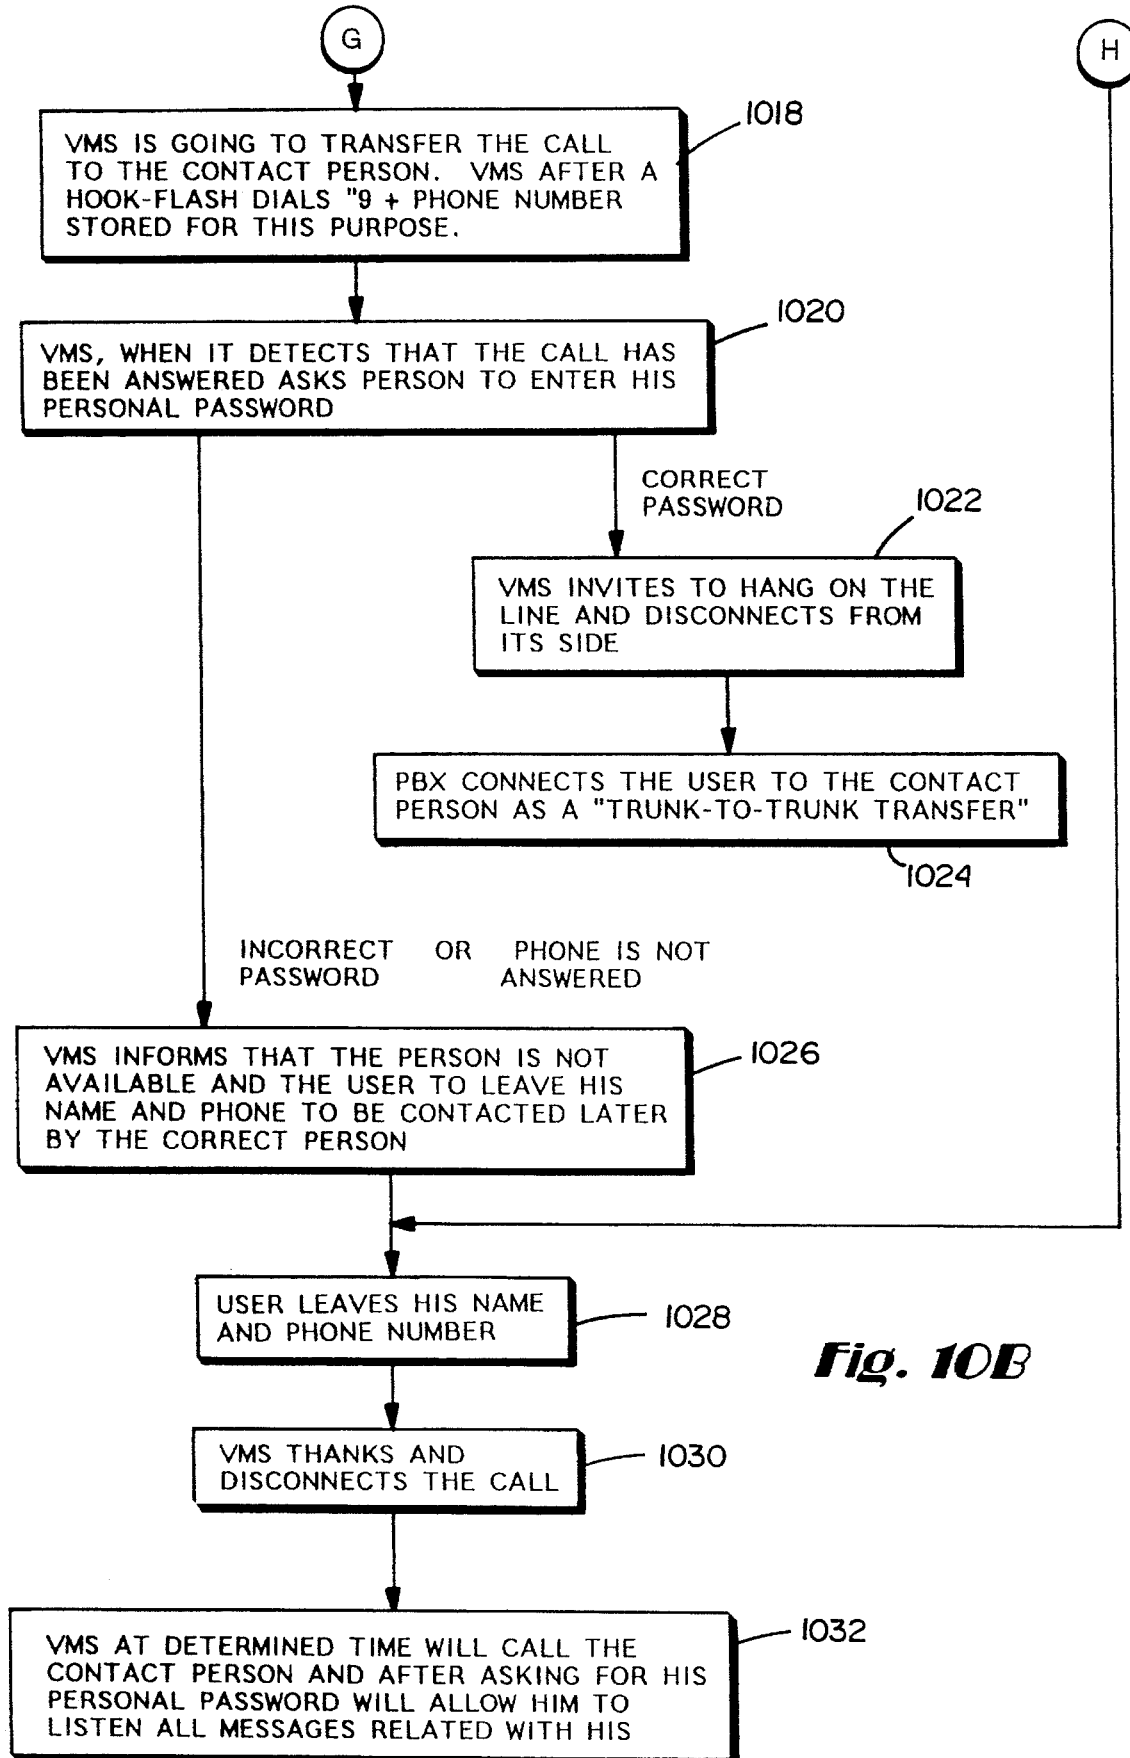 G
H
1018
VMS IS GOING TO TRANSFER THE CALL
TO THE CONTACT PERSON. VMS AFTER A
HOOK-FLASH DIALS "9 + PHONE NUMBER
STORED FOR THIS PURPOSE.
1020
VMS, WHEN IT DETECTS THAT THE CALL HAS
BEEN ANSWERED ASKS PERSON TO ENTER HIS
PERSONAL PASSWORD
CORRECT
PASSWORD
1022
VMS INVITES TO HANG ON THE
LINE AND DISCONNECTS FROM
ITS SIDE
PBX CONNECTS THE USER TO THE CONTACT
PERSON AS A "TRUNK-TO-TRUNK TRANSFER"
1024
INCORRECT OR PHONE IS NOT
PASSWORD ANSWERED
1026
VMS INFORMS THAT THE PERSON IS NOT
AVAILABLE AND THE USER TO LEAVE HIS
NAME AND PHONE TO BE CONTACTED LATER
BY THE CORRECT PERSON
USER LEAVES HIS NAME
AND PHONE NUMBER
1028
Fig. 10B
VMS THANKS AND
DISCONNECTS THE CALL
1030
1032
VMS AT DETERMINED TIME WILL CALL THE
CONTACT PERSON AND AFTER ASKING FOR HIS
PERSONAL PASSWORD WILL ALLOW HIM TO
LISTEN ALL MESSAGES RELATED WITH HIS